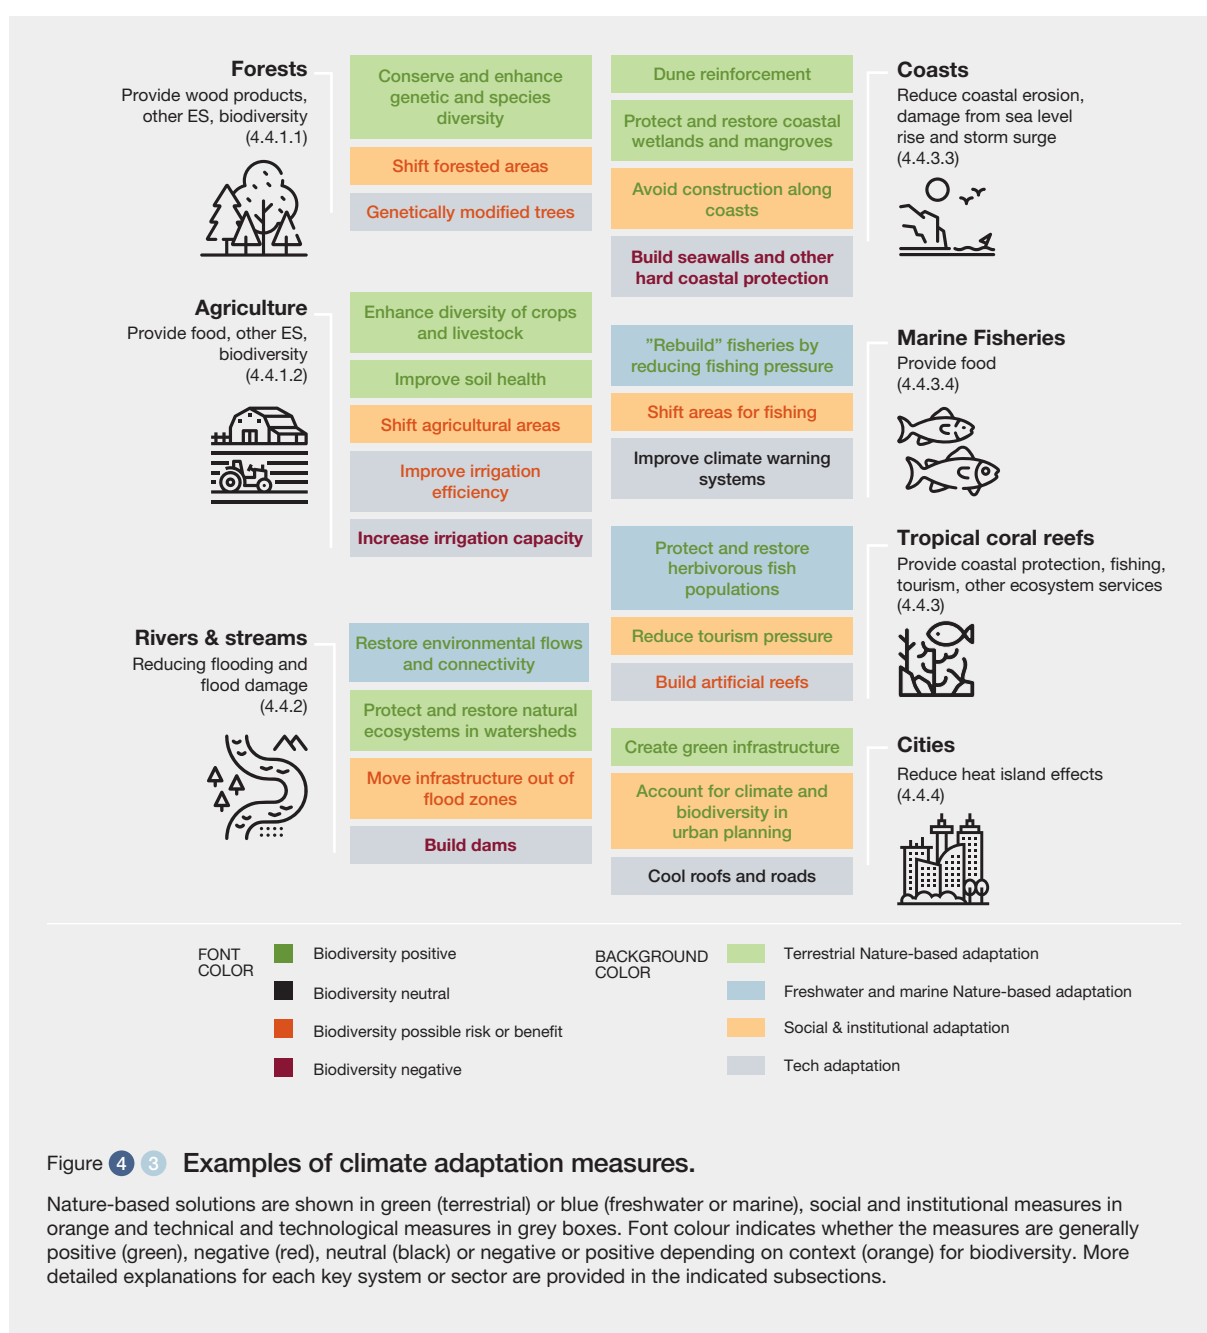 Forests
Provide wood products,
other ES, biodiversity
(4.4.1.1)
Conserve and enhance
genetic and species
diversity
Shift forested areas
Genetically modified trees
Agriculture
Provide food, other ES,
biodiversity
(4.4.1.2)
Enhance diversity of crops
and livestock
Improve soil health
Shift agricultural areas
Improve irrigation
efficiency
Increase irrigation capacity
Rivers & streams
Reducing flooding and
flood damage
(4.4.2)
Restore environmental flows
and connectivity
Protect and restore natural
ecosystems in watersheds
Move infrastructure out of
flood zones
Build dams
Dune reinforcement
Protect and restore coastal
wetlands and mangroves
Avoid construction along
coasts
Build seawalls and other
hard coastal protection
Coasts
Reduce coastal erosion,
damage from sea level
rise and storm surge
(4.4.3.3)
”Rebuild” fisheries by
reducing fishing pressure
Shift areas for fishing
Improve climate warning
systems
Marine Fisheries
Provide food
(4.4.3.4)
Protect and restore
herbivorous fish
populations
Reduce tourism pressure
Build artificial reefs
Tropical coral reefs
Provide coastal protection, fishing,
tourism, other ecosystem services
(4.4.3)
Create green infrastructure
Account for climate and
biodiversity in
urban planning
Cool roofs and roads
Cities
Reduce heat island effects
(4.4.4)
FONT
COLOR
Biodiversity positive
Biodiversity neutral
Biodiversity possible risk or benefit
Biodiversity negative
BACKGROUND
COLOR
Terrestrial Nature-based adaptation
Freshwater and marine Nature-based adaptation
Social & institutional adaptation
Tech adaptation
Figure 4 3 Examples of climate adaptation measures.
Nature-based solutions are shown in green (terrestrial) or blue (freshwater or marine), social and institutional measures in
orange and technical and technological measures in grey boxes. Font colour indicates whether the measures are generally
positive (green), negative (red), neutral (black) or negative or positive depending on context (orange) for biodiversity. More
detailed explanations for each key system or sector are provided in the indicated subsections.